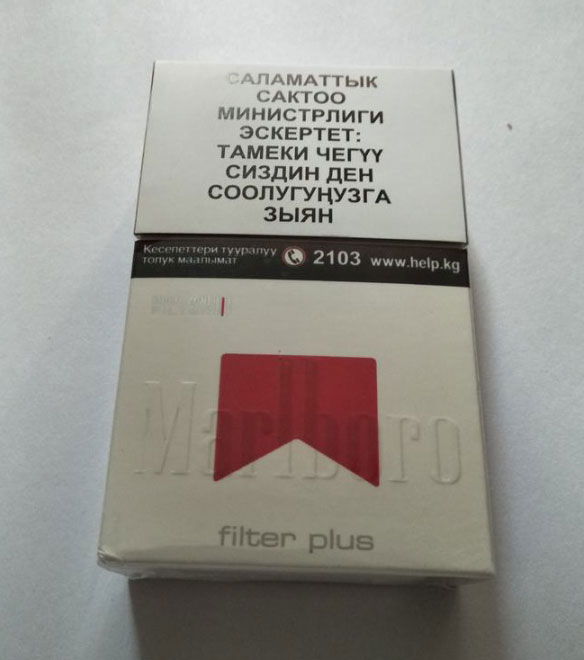 САЛАМАТТЫК
САКТОО
МИНИСТРЛИГИ
ЭСКЕРТЕТ:
ТАМЕКИ ЧЕГҮҮ
СИЗДИН ДЕН
СООЛУГУҢУЗГА
ЗЫЯН
Кесепеттери тууралуу
толук маалымат
2103 www.help.kg
Marlboro
filter plus